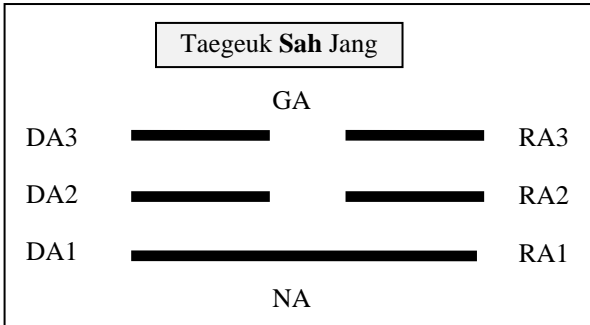 Taegeuk Sah Jang
GA
DA3 RA3
DA2 RA2
DA1 RA1
NA